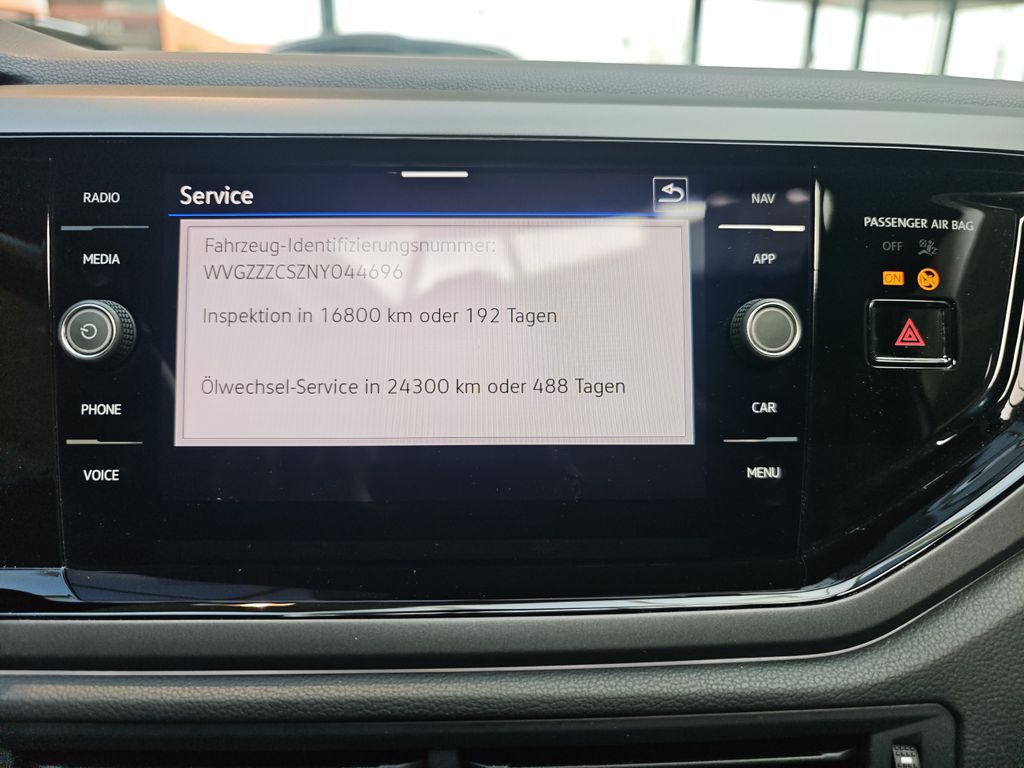 Service
Fahrzeug-Identifizierungsnummer:
WVGZZZCSZNY044696
Inspektion in 16800 km oder 192 Tagen
Ölwechsel-Service in 24300 km oder 488 Tagen
RADIO
MEDIA
PHONE
VOICE
NAV
APP
CAR
MENU
PASSENGER AIR BAG
OFF
ON